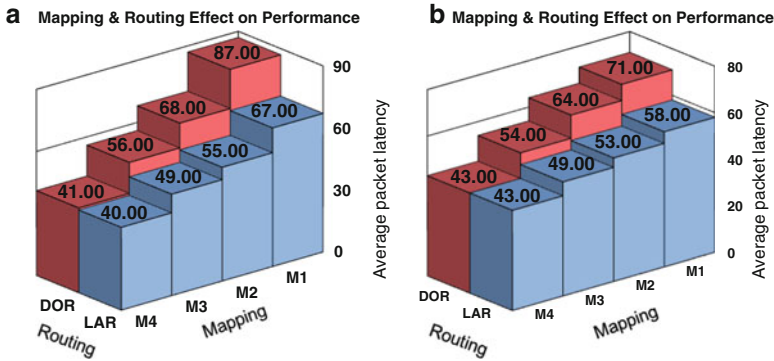 a Mapping & Routing Effect on Performance
87.00
68.00
67.00
56.00
55.00
41.00
49.00
40.00
90
60
30
0
Average packet latency
DOR
LAR
M4
M3
M2
M1
Routing
Mapping
b Mapping & Routing Effect on Performance
71.00
64.00
58.00
54.00
53.00
43.00
49.00
43.00
80
60
40
20
0
Average packet latency
DOR
LAR
M4
M3
M2
M1
Routing
Mapping